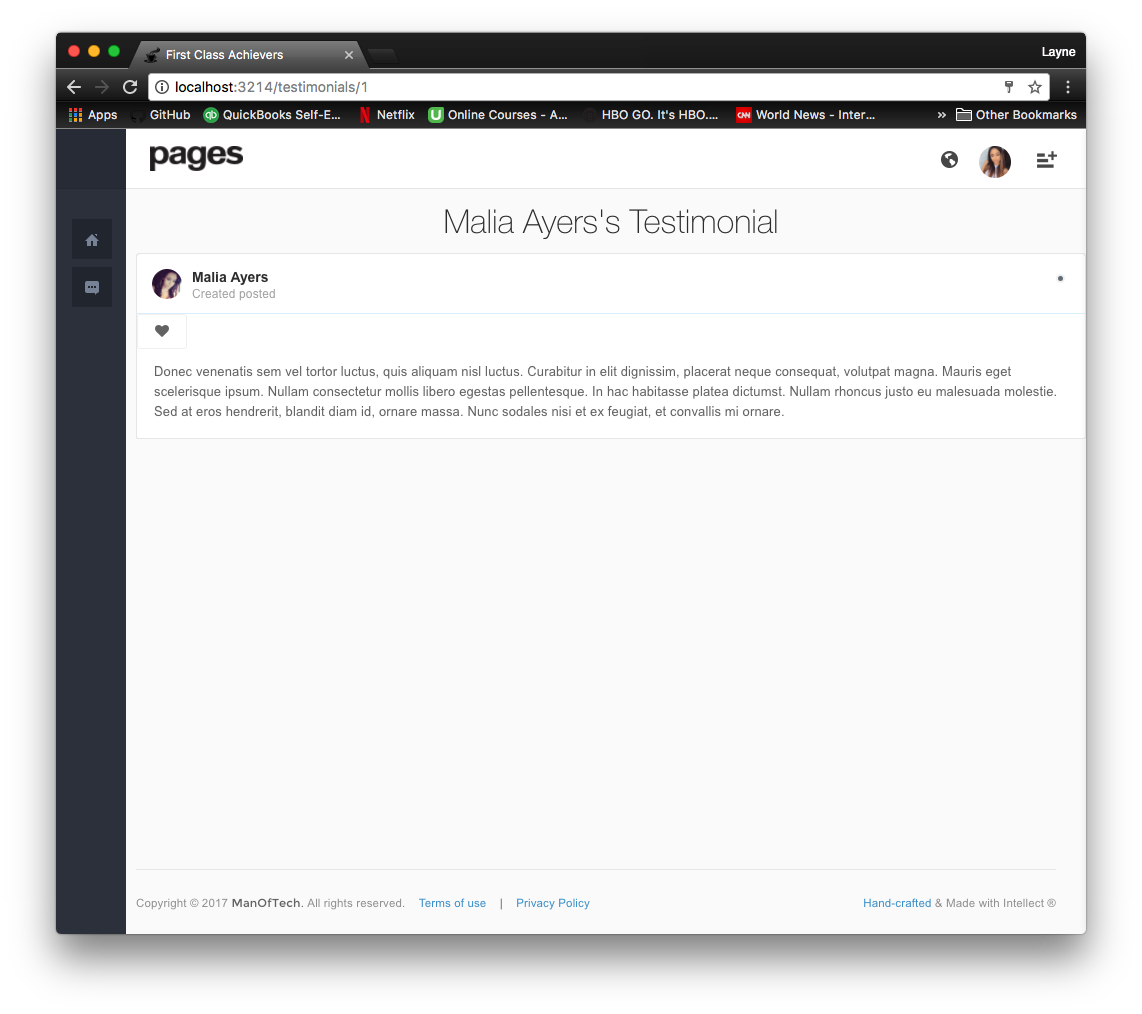 First Class Achievers
Layne
localhost:3214/testimonials/1
Apps GitHub QuickBooks Self-E... Netflix Online Courses - A... HBO GO. It's HBO.... CNN World News - Inter... » Other Bookmarks
pages
Malia Ayers's Testimonial
Malia Ayers
Created posted
Donec venenatis sem vel tortor luctus, quis aliquam nisl luctus. Curabitur in elit dignissim, placerat neque consequat, volutpat magna. Mauris eget
scelerisque ipsum. Nullam consectetur mollis libero egestas pellentesque. In hac habitasse platea dictumst. Nullam rhoncus justo eu malesuada molestie.
Sed at eros hendrerit, blandit diam id, ornare massa. Nunc sodales nisi et ex feugiat, et convallis mi ornare.
Copyright © 2017 ManOfTech. All rights reserved. Terms of use | Privacy Policy Hand-crafted & Made with Intellect ®